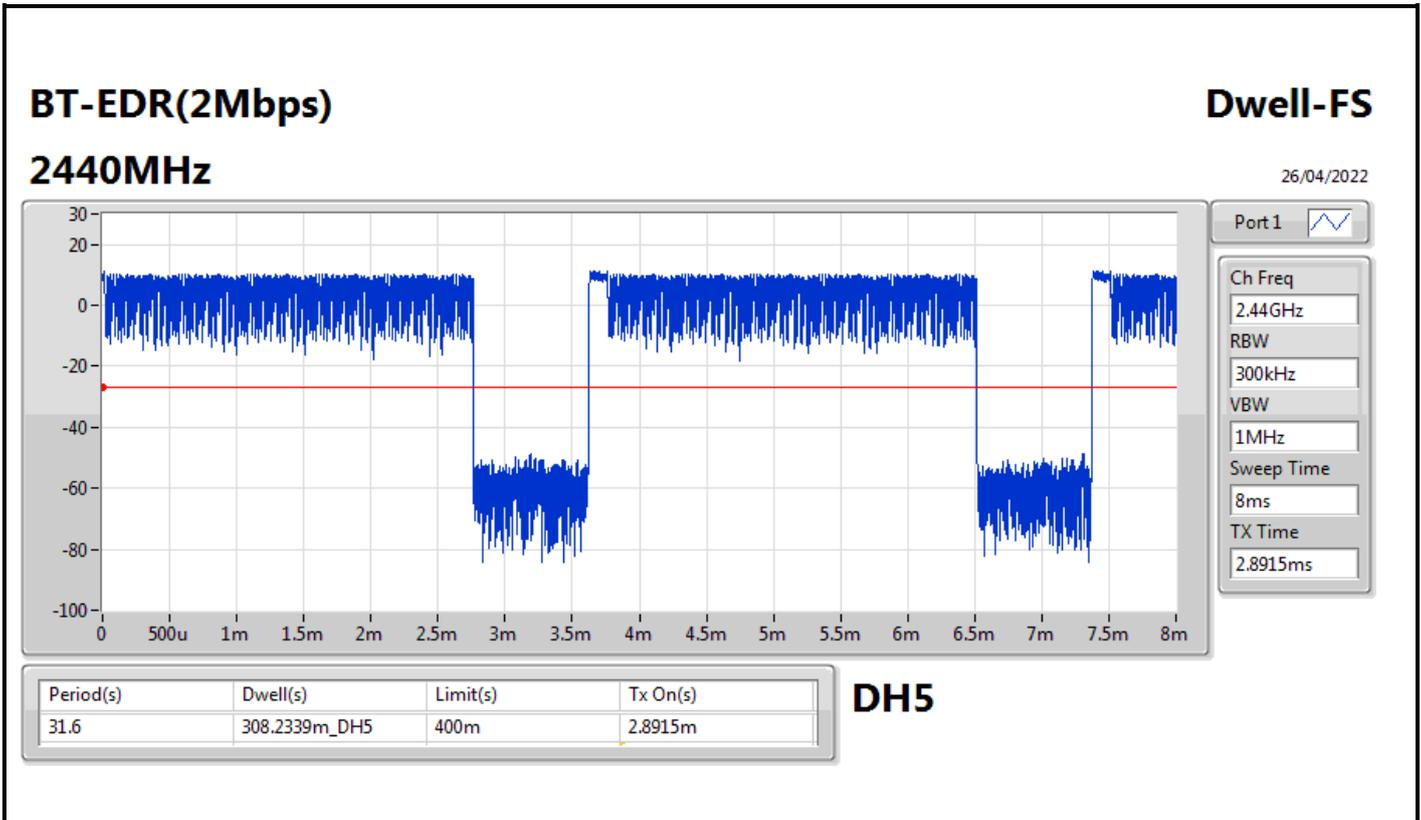 BT-EDR(2Mbps)
Dwell-FS
2440MHz
26/04/2022
30
20
0
-20
-40
-60
-80
-100
0 500u 1m 1.5m 2m 2.5m 3m 3.5m 4m 4.5m 5m 5.5m 6m 6.5m 7m 7.5m 8m
Port 1
Ch Freq
2.44GHz
RBW
300kHz
VBW
1MHz
Sweep Time
8ms
TX Time
2.8915ms
Period(s) Dwell(s) Limit(s) Tx On(s)
31.6 308.2339m_DH5 400m 2.8915m
DH5